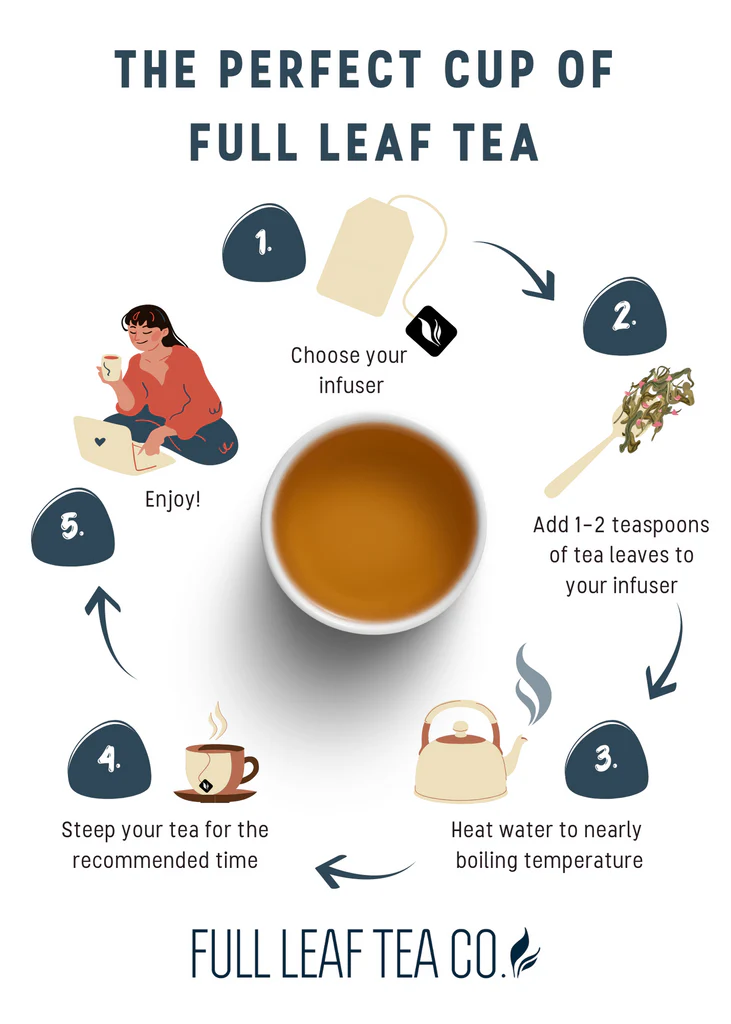 THE PERFECT CUP OF
FULL LEAF TEA
1.
Choose your
infuser
2.
Add 1-2 teaspoons
of tea leaves to
your infuser
3.
Heat water to nearly
boiling temperature
4.
Steep your tea for the
recommended time
5.
Enjoy!
FULL LEAF TEA CO.